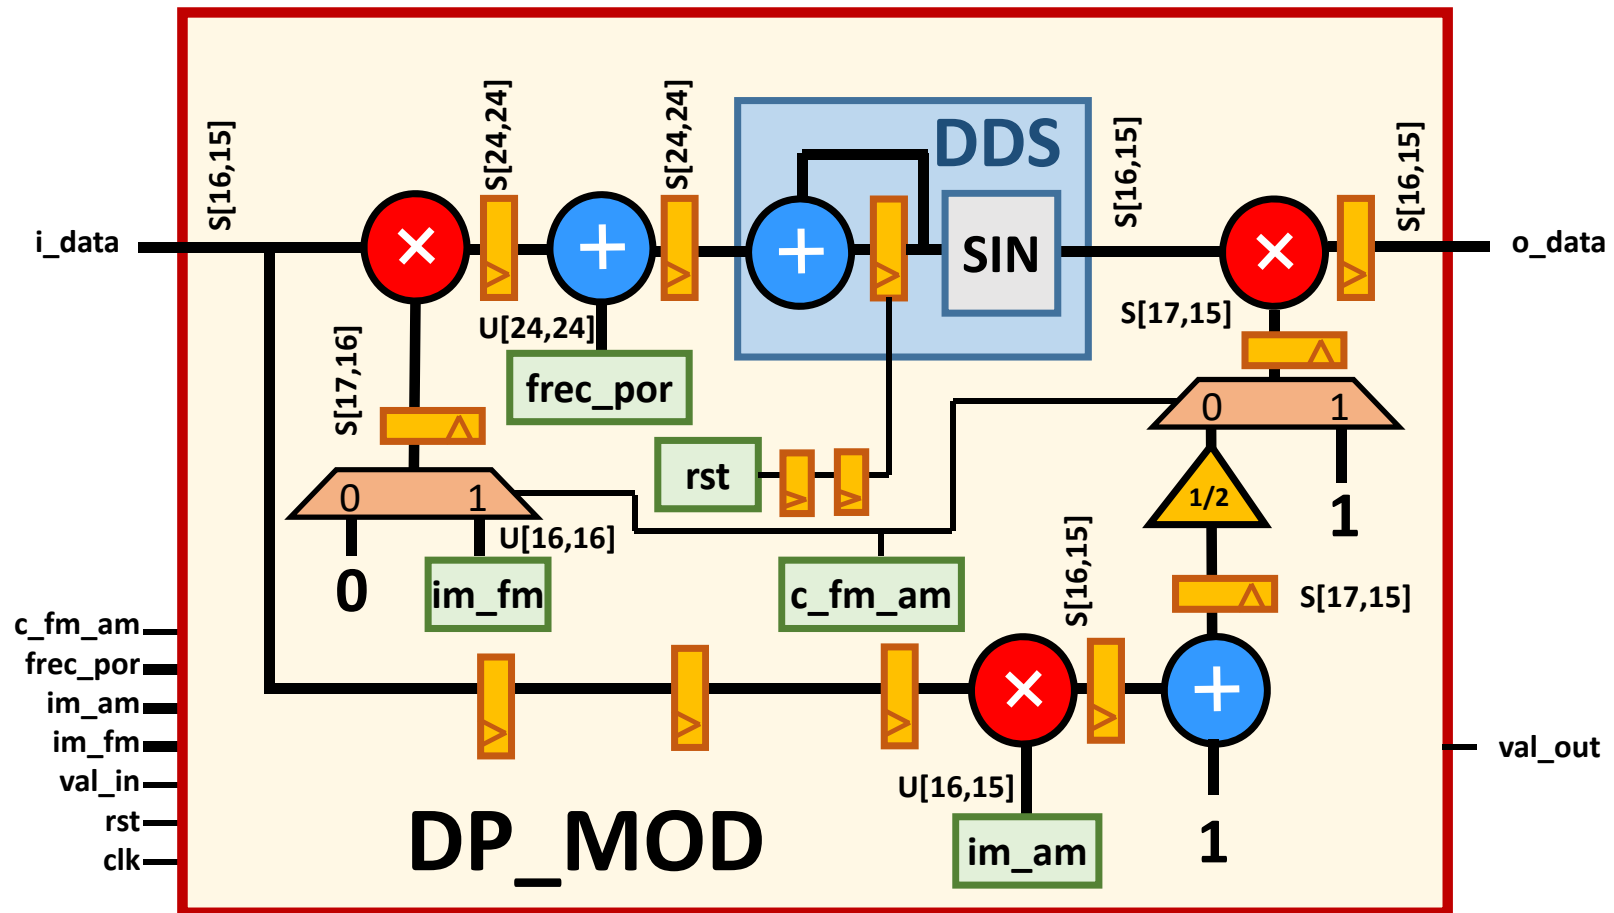 S[16,15]
S[24,24]
S[24,24]
DDS
S[16,15]
S[16,15]
i_data
×
+
+
SIN
×
o_data
U[24,24]
S[17,15]
S[17,16]
frec_por
0 1
rst
1/2
0 1
1
U[16,16]
0
im_fm
c_fm_am
S[16,15]
S[17,15]
c_fm_am
frec_por
im_am
im_fm
val_in
rst
clk
×
+
val_out
U[16,15]
DP_MOD
im_am
1